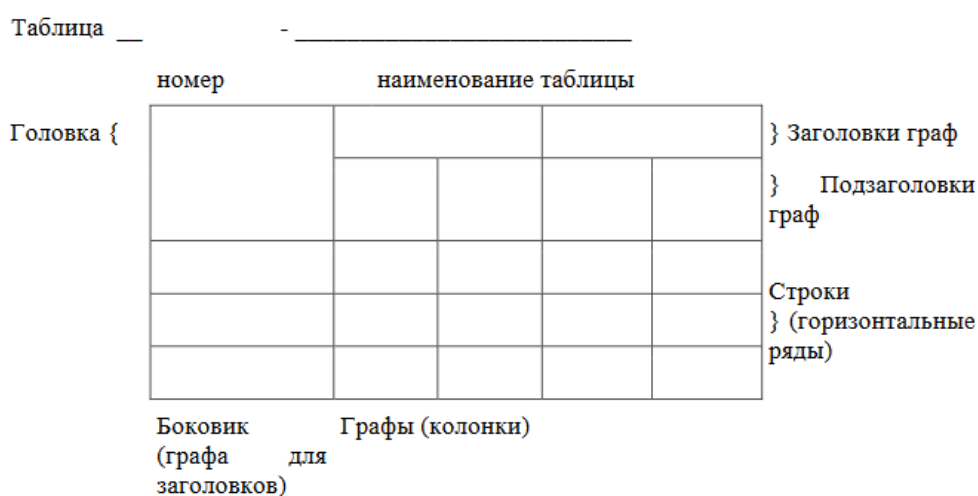 Таблица __ - __________________________
номер наименование таблицы
Головка { } Заголовки граф
} Подзаголовки
граф
Строки
} (горизонтальные
ряды)
Боковик Графы (колонки)
(графа для
заголовков)